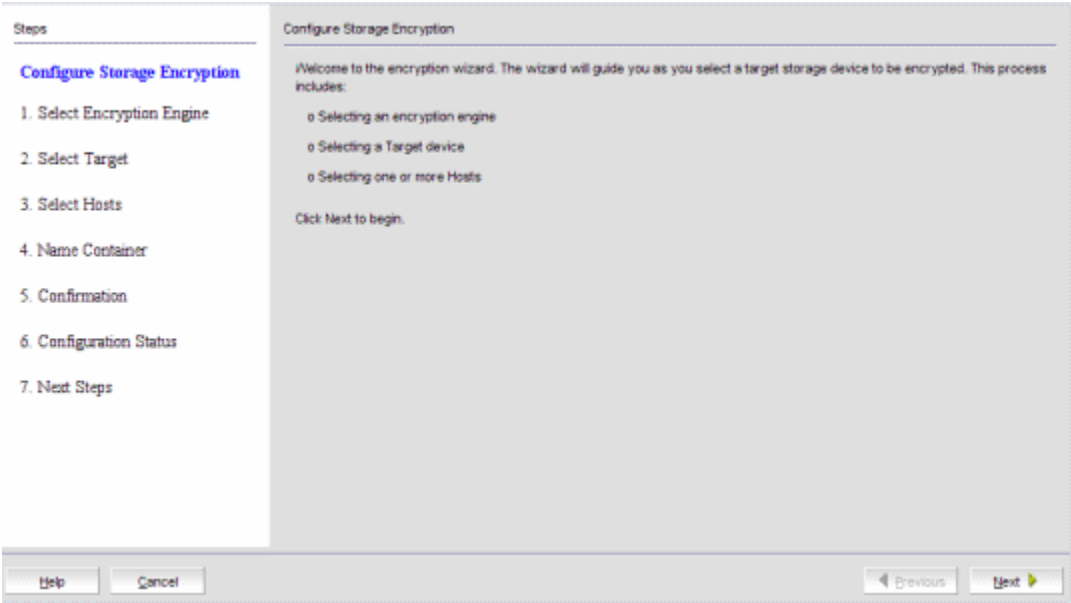 Steps
Configure Storage Encryption
1. Select Encryption Engine
2. Select Target
3. Select Hosts
4. Name Container
5. Confirmation
6. Configuration Status
7. Next Steps
Configure Storage Encryption
Welcome to the encryption wizard. The wizard will guide you as you select a target storage device to be encrypted. This process
includes:
o Selecting an encryption engine
o Selecting a Target device
o Selecting one or more Hosts
Click Next to begin.
Help
Cancel
Previous
Next